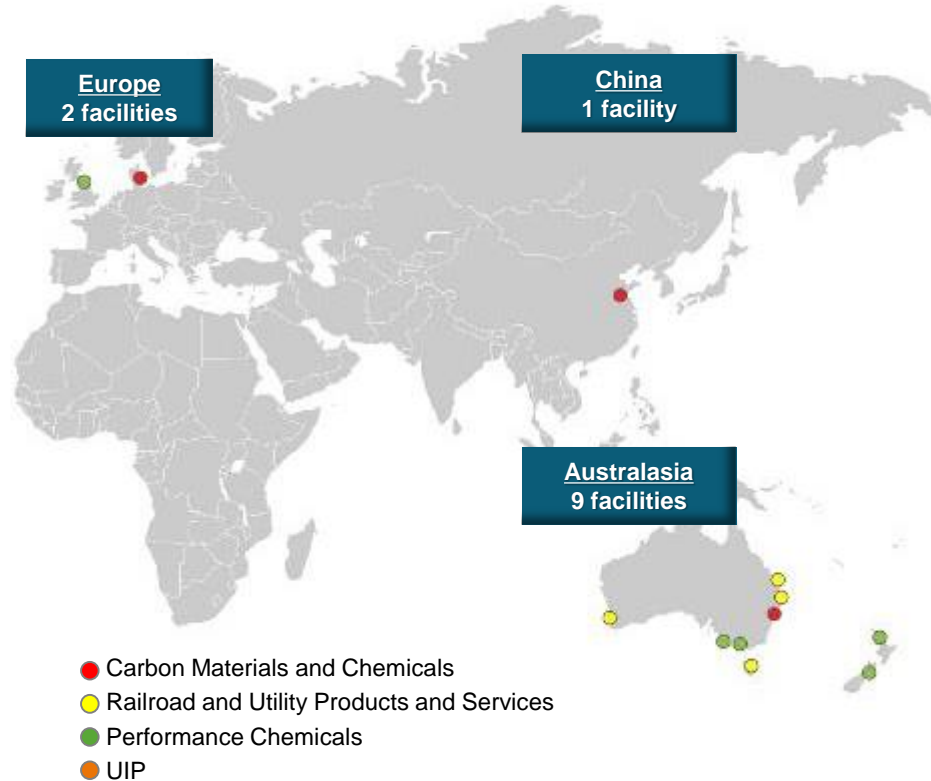 Europe
2 facilities
China
1 facility
Australasia
9 facilities
Carbon Materials and Chemicals
Railroad and Utility Products and Services
Performance Chemicals
UIP